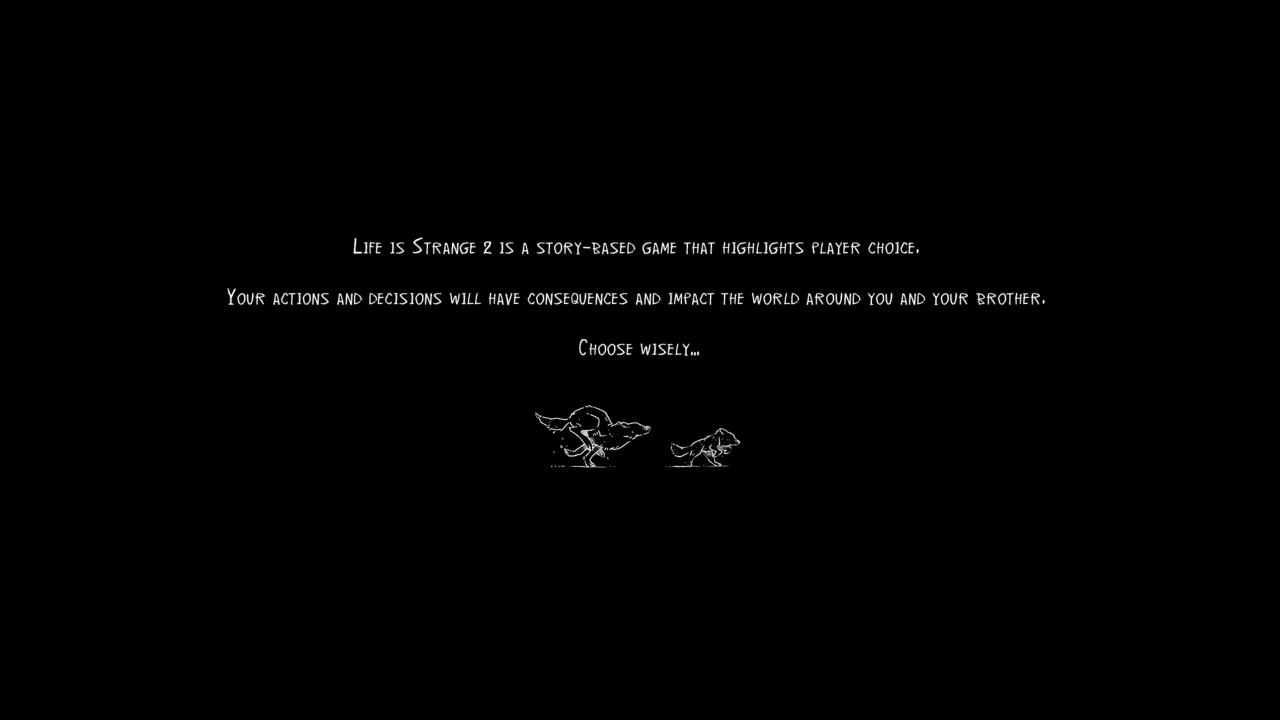 Life is Strange 2 is a story-based game that highlights player choice.
Your actions and decisions will have consequences and impact the world around you and your brother.
Choose wisely...